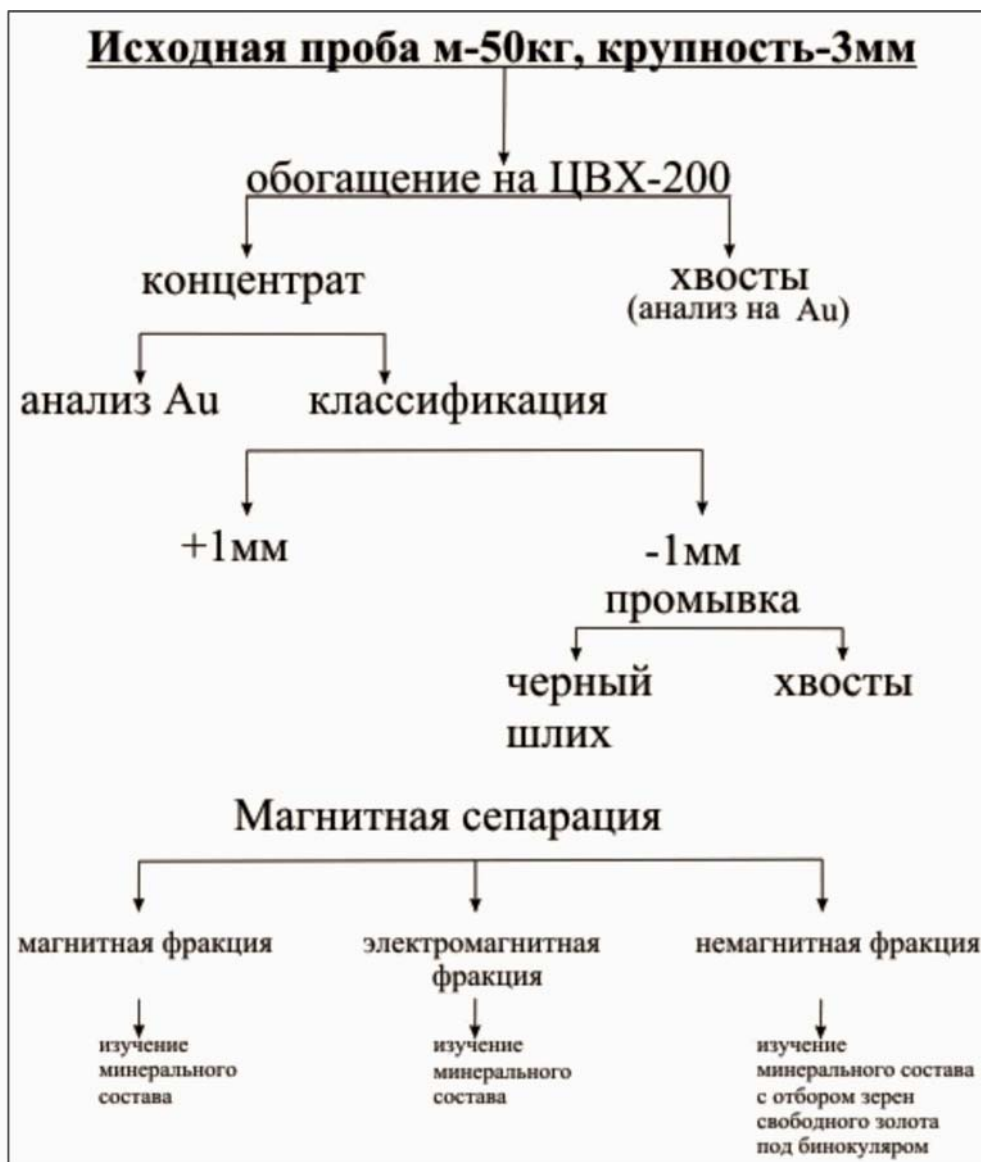 Исходная проба м-50кг, крупность-3мм
обогащение на ЦВХ-200
концентрат
хвосты
(анализ на Au)
анализ Au
классификация
+1мм
-1мм
промывка
черный
шлих
хвосты
Магнитная сепарация
магнитная фракция
электромагнитная
фракция
немагнитная фракция
изучение
минерального
состава
изучение
минерального
состава
изучение
минерального состава
с отбором зерен
свободного золота
под бинокуляром